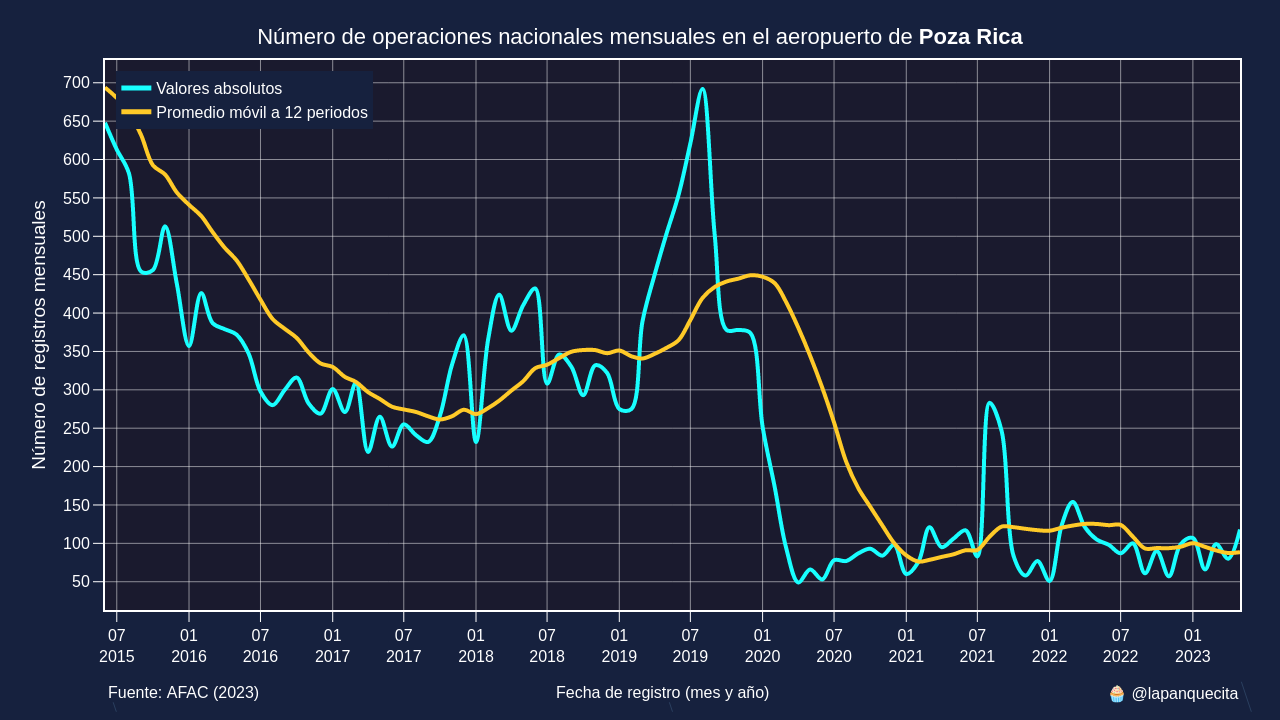 Número de operaciones nacionales mensuales en el aeropuerto de Poza Rica
Valores absolutos
Promedio móvil a 12 periodos
Número de registros mensuales
700
650
600
550
500
450
400
350
300
250
200
150
100
50
07 01 07 01 07 01 07 01 07 01 07 01 07 01 07 01
2015 2016 2016 2017 2017 2018 2018 2019 2019 2020 2020 2021 2021 2022 2022 2023
Fuente: AFAC (2023)
Fecha de registro (mes y año)
🧁 @lapanquecita